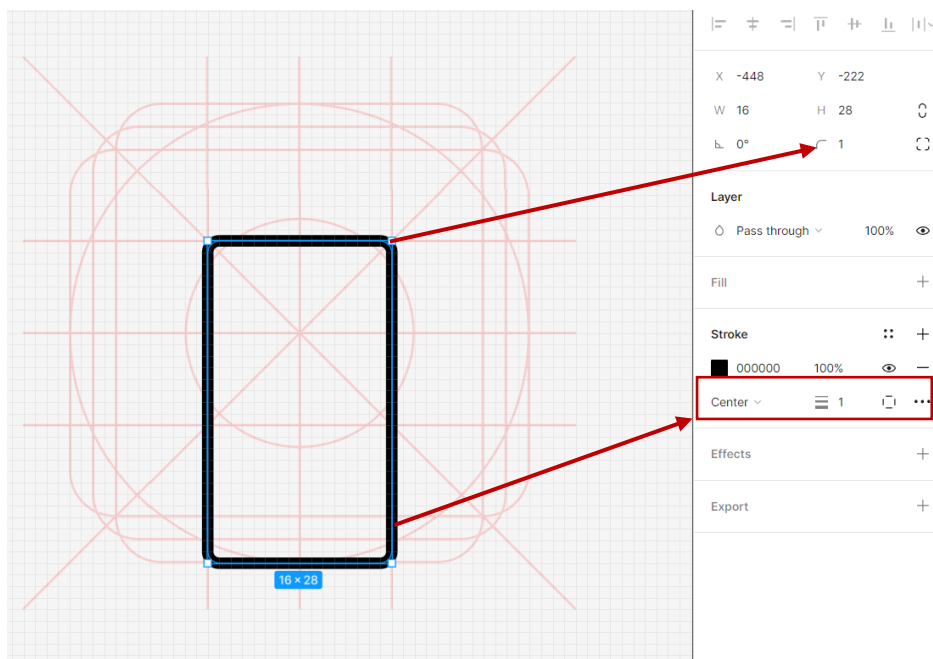 X -448 Y -222
W 16 H 28
0° 1
Layer
Pass through 100%
Fill
Stroke
000000 100%
Center 1
Effects
Export
16 × 28